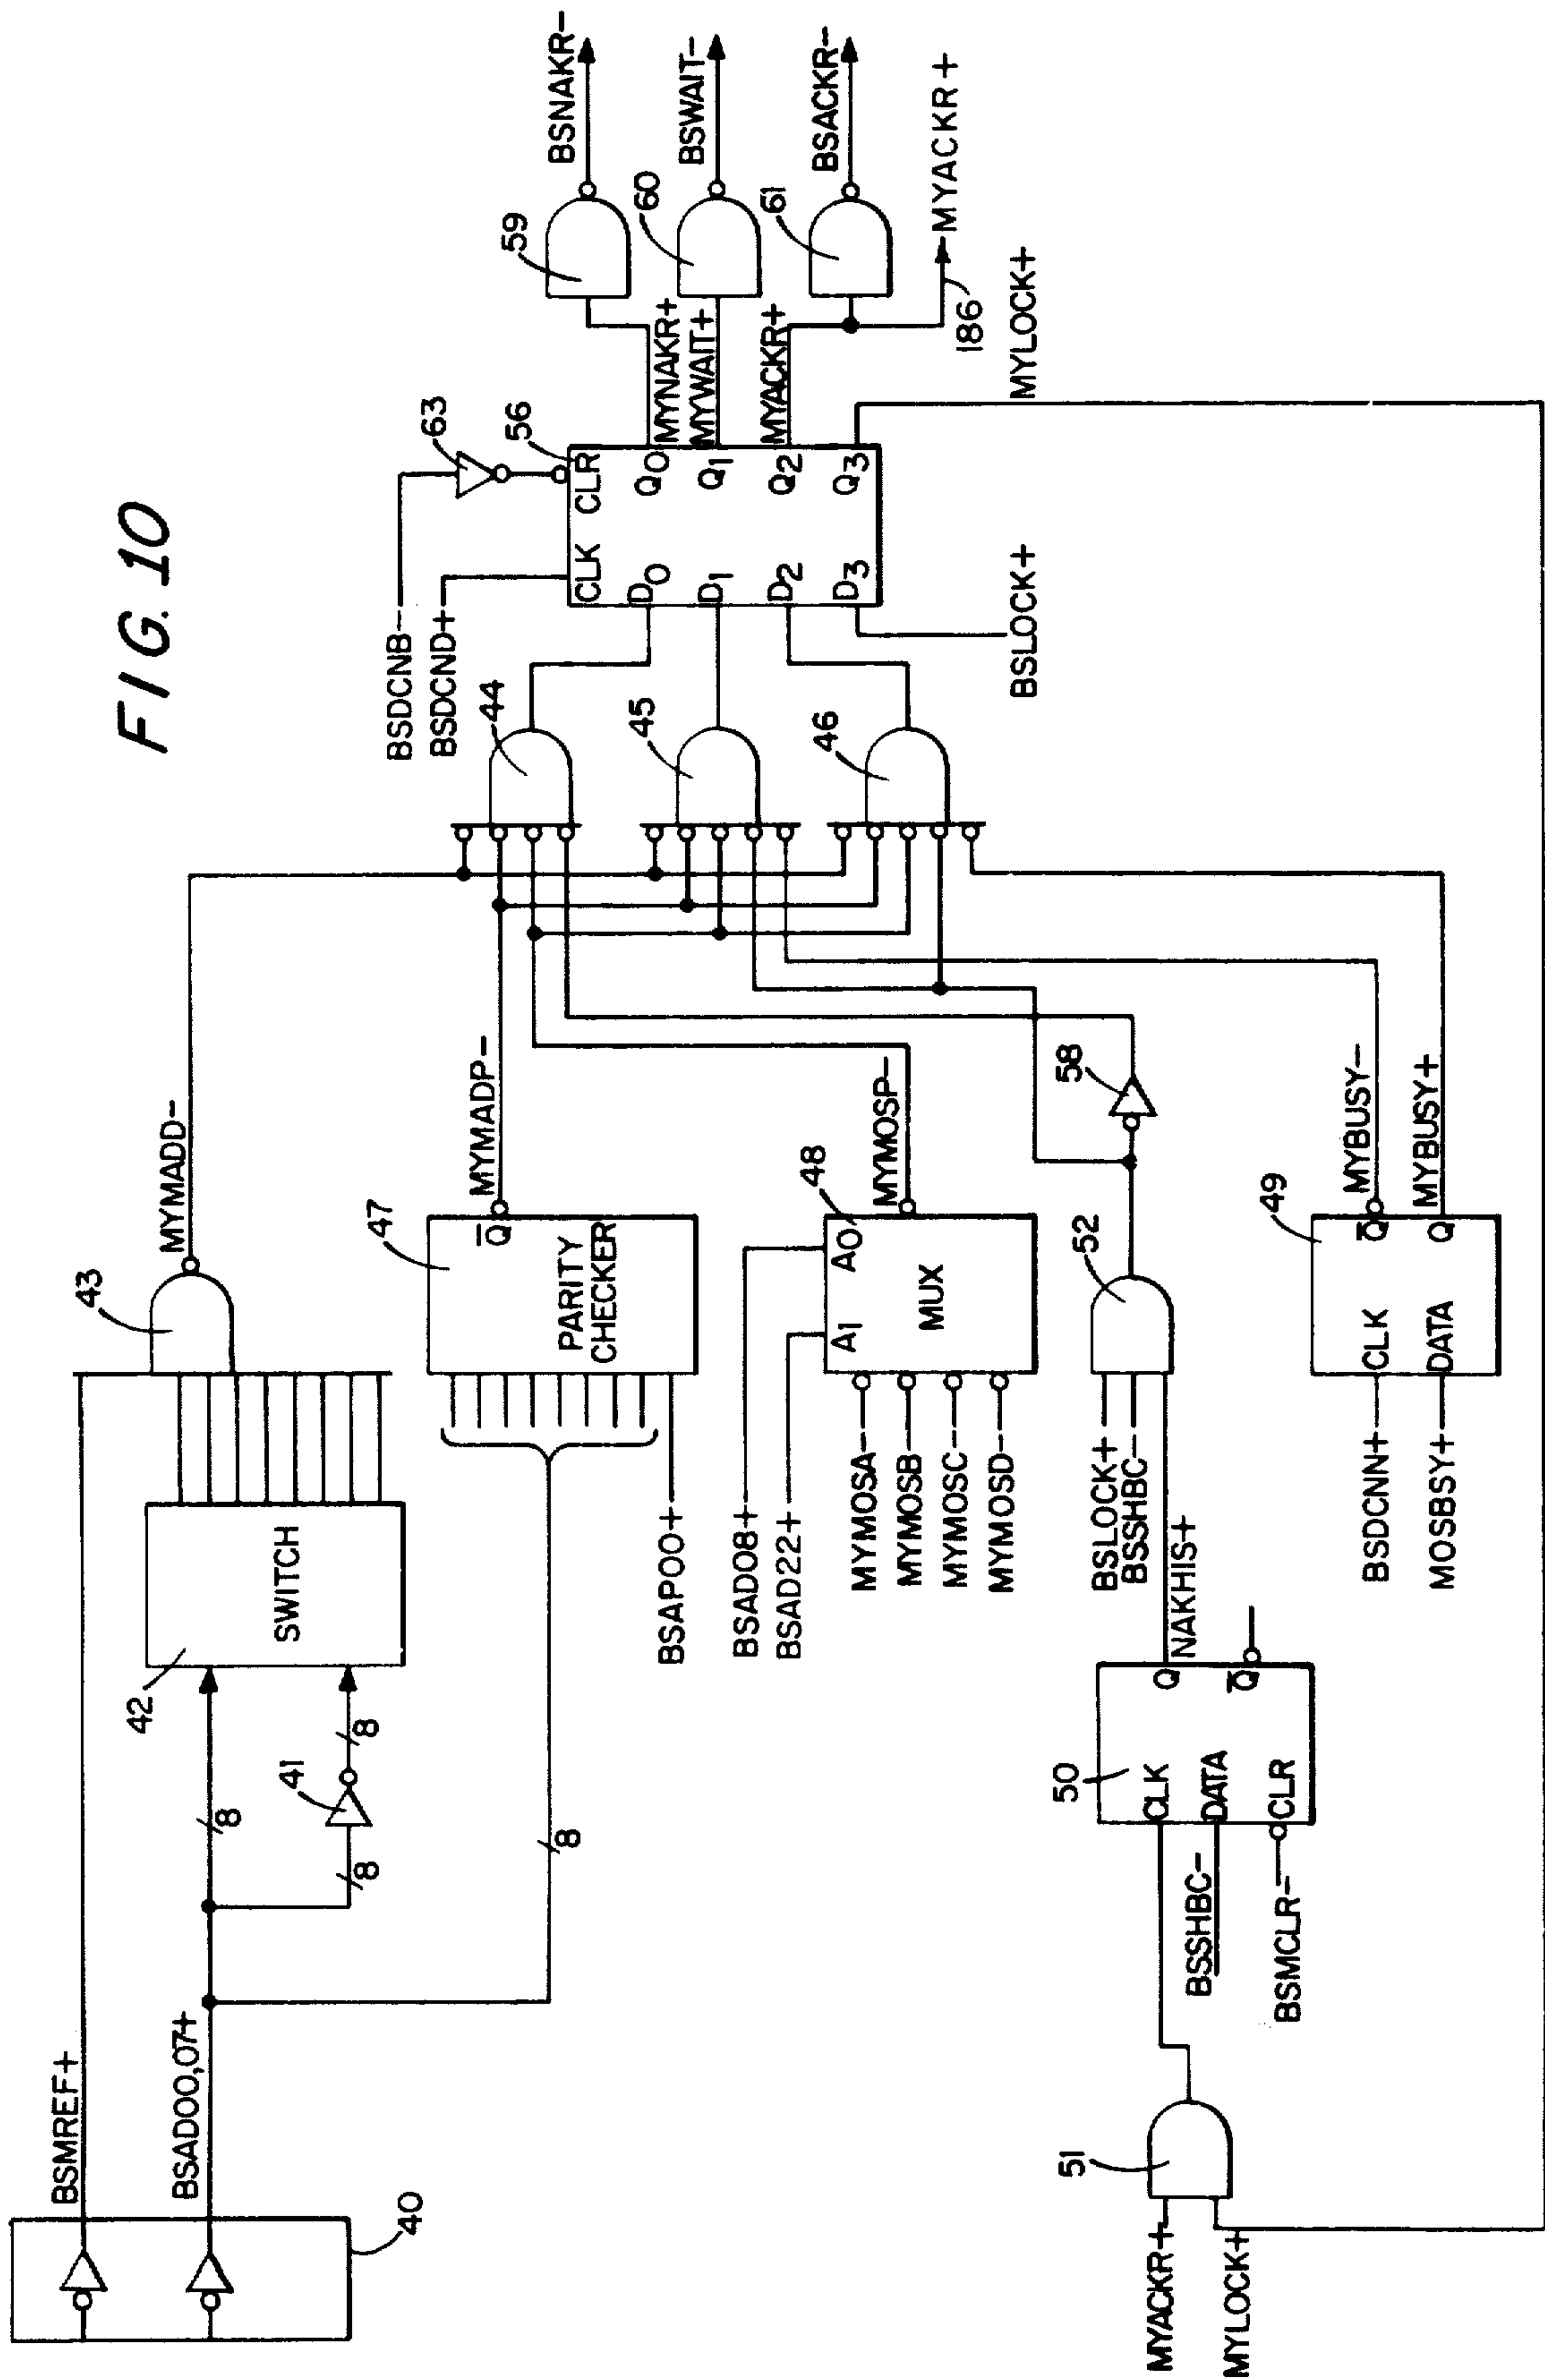 FIG. 10
BSMREF+
BSAD00,07+
40
8
8
41
8
42
SWITCH
43
MYMADD-
8
BSAP00+
47
PARITY
CHECKER
Q
MYMADP-
BSAD08+
BSAD22+
MYMOSA-
MYMOSB-
MYMOSC-
MYMOSD-
A1
A0
MUX
48
MYMOSP-
MYACKR+
MYLOCK+
51
BSSHBC-
BSMCLR-
50
CLK
DATA
CLR
Q
Q
NAKHIS+
BSLOCK+
BSSHBC-
52
58
BSDCNN+
MOSBSY+
CLK
DATA
Q
Q
49
MYBUSY-
MYBUSY+
44
45
46
BSDCNB-
BSDCND+
63
56
CLK
CLR
D0
D1
D2
D3
Q0
Q1
Q2
Q3
BSLOCK+
MYNAKR+
MYWAIT+
MYACKR+
MYLOCK+
59
60
61
BSNAKR-
BSWAIT-
BSACKR-
186
MYACKR+